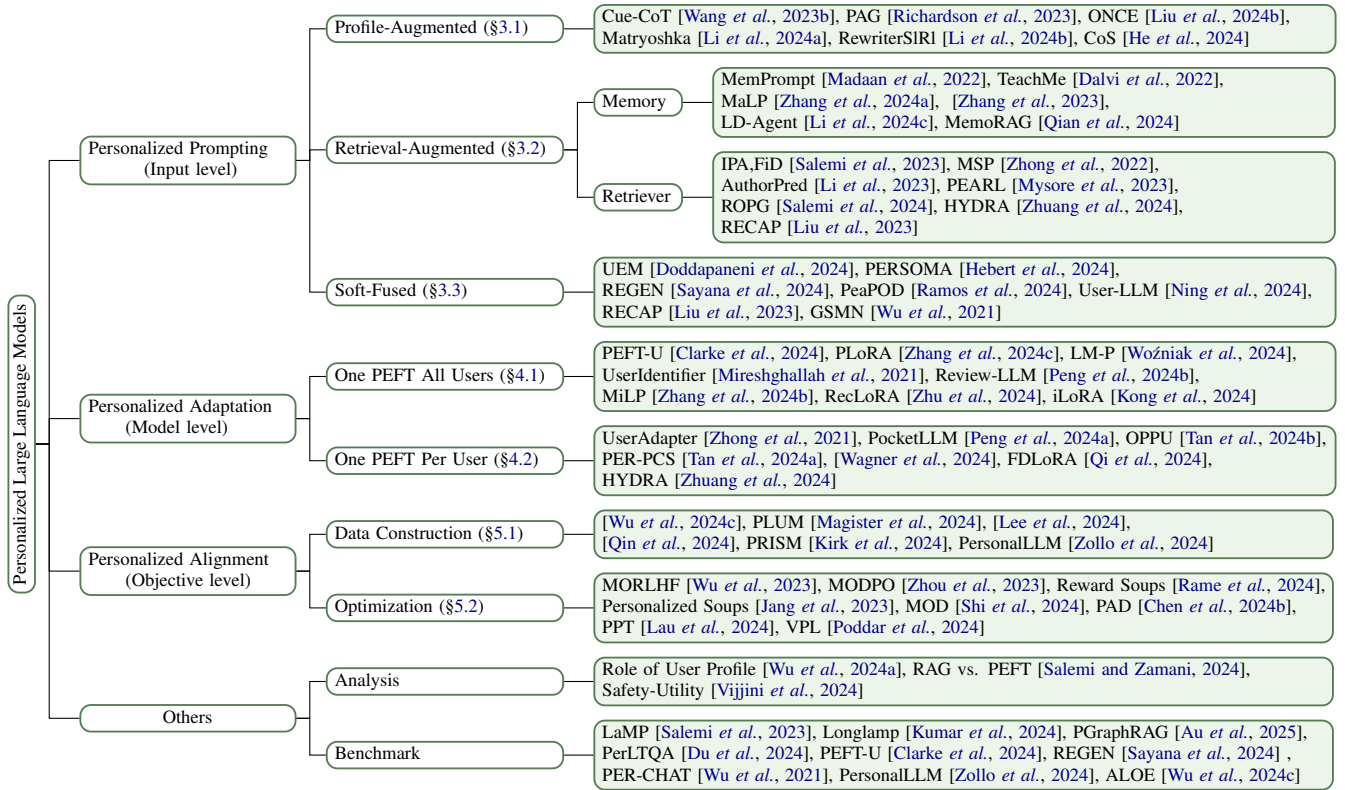 Personalized Large Language Models
Personalized Prompting
(Input level)
Profile-Augmented (§3.1)
Cue-CoT [Wang et al., 2023b], PAG [Richardson et al., 2023], ONCE [Liu et al., 2024b],
Matryoshka [Li et al., 2024a], RewriterSlRl [Li et al., 2024b], CoS [He et al., 2024]
Retrieval-Augmented (§3.2)
Memory
MemPrompt [Madaan et al., 2022], TeachMe [Dalvi et al., 2022],
MaLP [Zhang et al., 2024a], [Zhang et al., 2023],
LD-Agent [Li et al., 2024c], MemoRAG [Qian et al., 2024]
Retriever
IPA,FiD [Salemi et al., 2023], MSP [Zhong et al., 2022],
AuthorPred [Li et al., 2023], PEARL [Mysore et al., 2023],
ROPG [Salemi et al., 2024], HYDRA [Zhuang et al., 2024],
RECAP [Liu et al., 2023]
Soft-Fused (§3.3)
UEM [Doddapaneni et al., 2024], PERSOMA [Hebert et al., 2024],
REGEN [Sayana et al., 2024], PeaPOD [Ramos et al., 2024], User-LLM [Ning et al., 2024],
RECAP [Liu et al., 2023], GSMN [Wu et al., 2021]
Personalized Adaptation
(Model level)
One PEFT All Users (§4.1)
PEFT-U [Clarke et al., 2024], PLoRA [Zhang et al., 2024c], LM-P [Woźniak et al., 2024],
UserIdentifier [Mireshghallah et al., 2021], Review-LLM [Peng et al., 2024b],
MiLP [Zhang et al., 2024b], RecLoRA [Zhu et al., 2024], iLoRA [Kong et al., 2024]
One PEFT Per User (§4.2)
UserAdapter [Zhong et al., 2021], PocketLLM [Peng et al., 2024a], OPPU [Tan et al., 2024b],
PER-PCS [Tan et al., 2024a], [Wagner et al., 2024], FDLoRA [Qi et al., 2024],
HYDRA [Zhuang et al., 2024]
Personalized Alignment
(Objective level)
Data Construction (§5.1)
[Wu et al., 2024c], PLUM [Magister et al., 2024], [Lee et al., 2024],
[Qin et al., 2024], PRISM [Kirk et al., 2024], PersonalLLM [Zollo et al., 2024]
Optimization (§5.2)
MORLHF [Wu et al., 2023], MODPO [Zhou et al., 2023], Reward Soups [Rame et al., 2024],
Personalized Soups [Jang et al., 2023], MOD [Shi et al., 2024], PAD [Chen et al., 2024b],
PPT [Lau et al., 2024], VPL [Poddar et al., 2024]
Others
Analysis
Role of User Profile [Wu et al., 2024a], RAG vs. PEFT [Salemi and Zamani, 2024],
Safety-Utility [Vijjini et al., 2024]
Benchmark
LaMP [Salemi et al., 2023], Longlamp [Kumar et al., 2024], PGraphRAG [Au et al., 2025],
PerLTQA [Du et al., 2024], PEFT-U [Clarke et al., 2024], REGEN [Sayana et al., 2024] ,
PER-CHAT [Wu et al., 2021], PersonalLLM [Zollo et al., 2024], ALOE [Wu et al., 2024c]